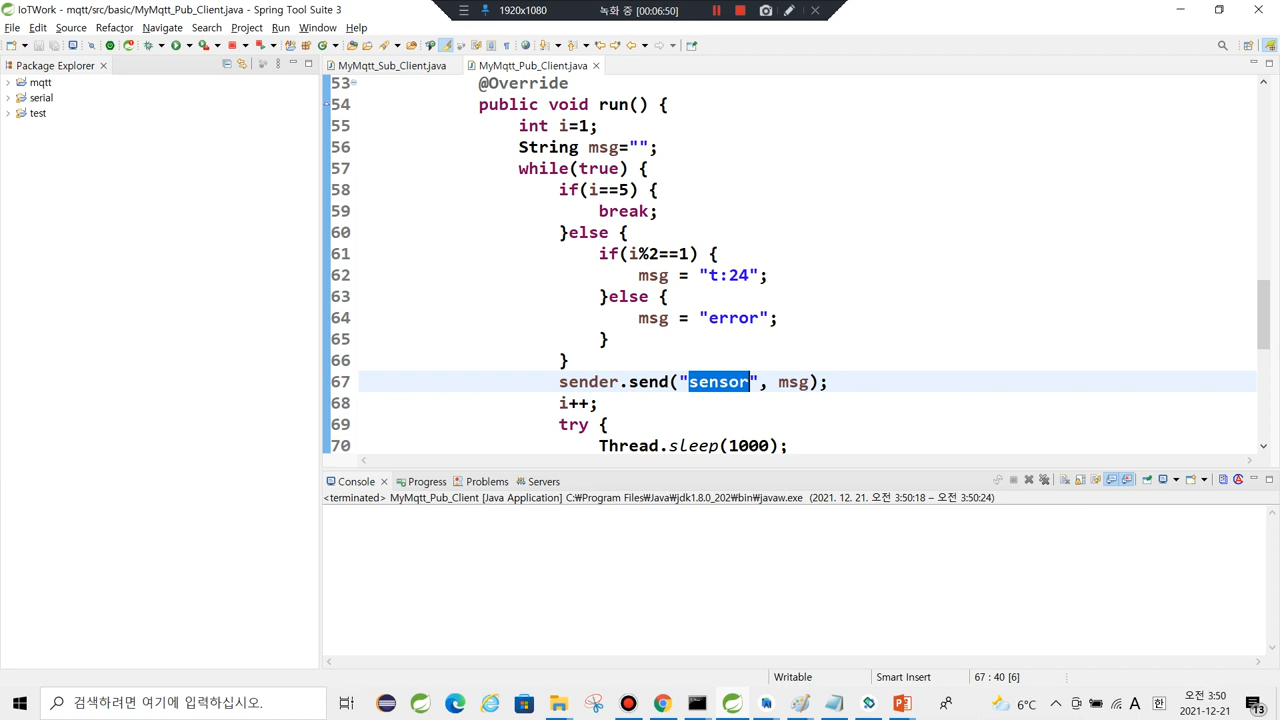 IoTWork - mqtt/src/basic/MyMqtt_Pub_Client.java - Spring Tool Suite 3
1920x1080
녹화 중 [00:06:50]
File Edit Source Refactor Navigate Search Project Run Window Help
Package Explorer
MyMqtt_Sub_Client.java
MyMqtt_Pub_Client.java
mqtt
serial
test
53 @Override
54 public void run() {
55 int i=1;
56 String msg="";
57 while(true) {
58 if(i==5) {
59 break;
60 }else {
61 if(i%2==1) {
62 msg = "t:24";
63 }else {
64 msg = "error";
65 }
66 }
67 sender.send("sensor", msg);
68 i++;
69 try {
70 Thread.sleep(1000);
Console Progress Problems Servers
<terminated> MyMqtt_Pub_Client [Java Application] C:₩Program Files₩Java₩jdk1.8.0_202₩bin₩javaw.exe (2021. 12. 21. 오전 3:50:18 – 오전 3:50:24)
Writable
Smart Insert
67 : 40 [6]
검색하려면 여기에 입력하십시오.
6°C
A
한
오전 3:50
2021-12-21
13